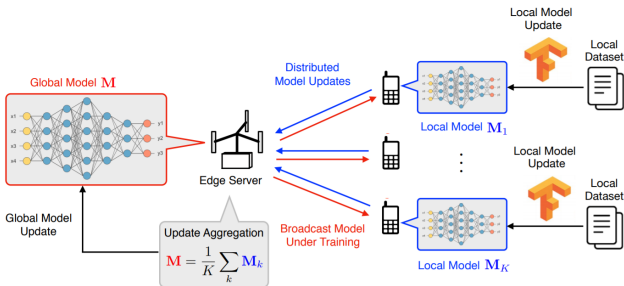 Global Model M
x1
x2
x3
x4
y1
y2
y3
Global Model
Update
Edge Server
Update Aggregation
M = 1/K ∑k Mk
Distributed
Model Updates
Broadcast Model
Under Training
Local Model
Update
Local
Dataset
Local Model M1
⋮
Local Model
Update
Local
Dataset
Local Model MK